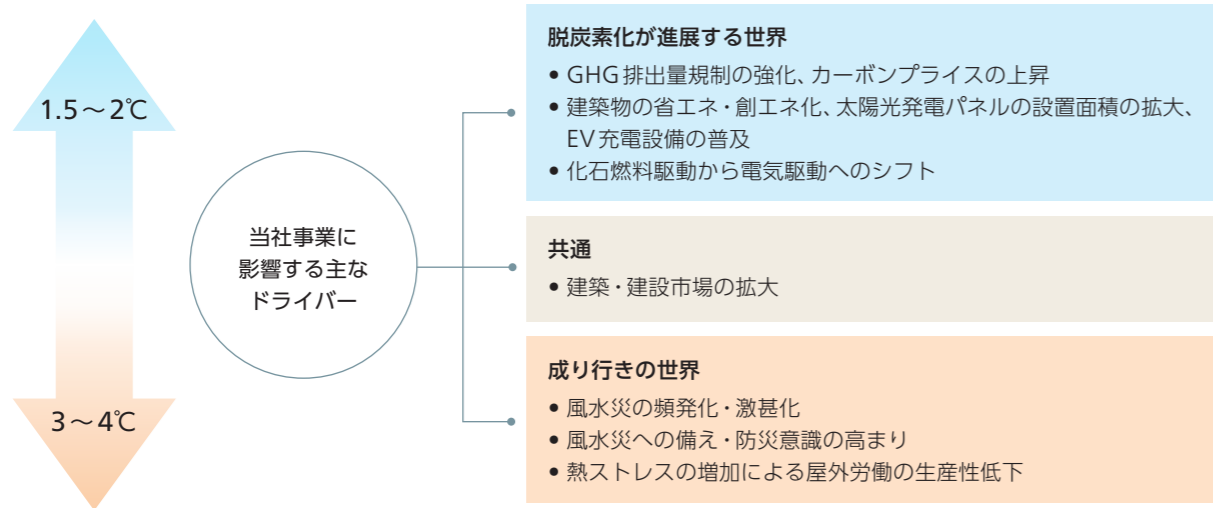 1.5～2℃
3～4℃
当社事業に
影響する主な
ドライバー
脱炭素化が進展する世界
• GHG排出量規制の強化、カーボンプライスの上昇
• 建築物の省エネ・創エネ化、太陽光発電パネルの設置面積の拡大、
EV充電設備の普及
• 化石燃料駆動から電気駆動へのシフト
共通
• 建築・建設市場の拡大
成り行きの世界
• 風水災の頻発化・激甚化
• 風水災への備え・防災意識の高まり
• 熱ストレスの増加による屋外労働の生産性低下